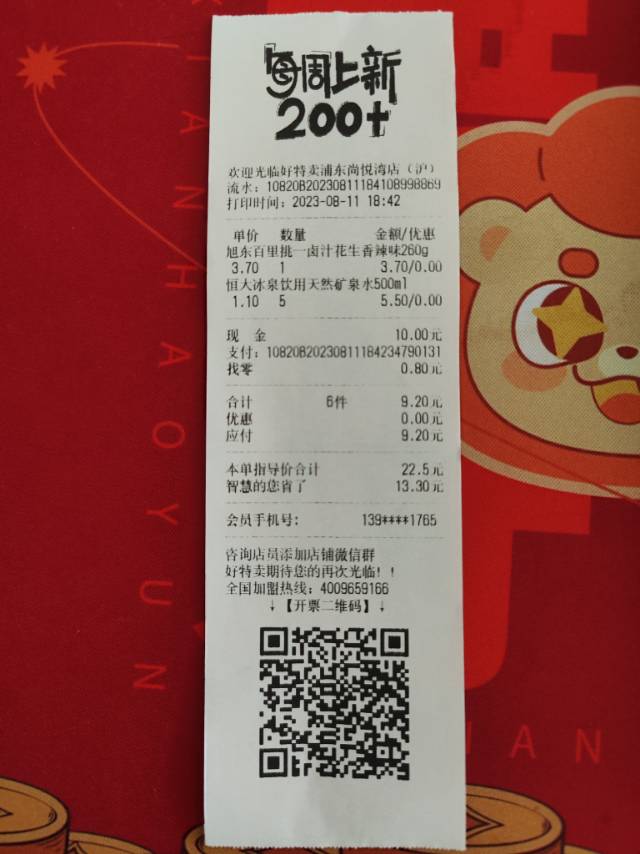 每周上新
200+
欢迎光临好特卖浦东尚悦湾店（沪）
流水：10820B20230811184108998869
打印时间：2023-08-11 18:42
单价 数量 金额/优惠
旭东百里挑一卤汁花生香辣味260g
3.70 1 3.70/0.00
恒大冰泉饮用天然矿泉水500ml
1.10 5 5.50/0.00
现 金 10.00元
支付：10820B20230811184234790131
找零 0.80元
合计 6件 9.20元
优惠 0.00元
应付 9.20元
本单指导价合计 22.5元
智慧的您省了 13.30元
会员手机号: 139****1765
咨询店员添加店铺微信群
好特卖期待您的再次光临！！
全国加盟热线：4009659166
↓【开票二维码】↓
XIAN HAO YUN
IAN